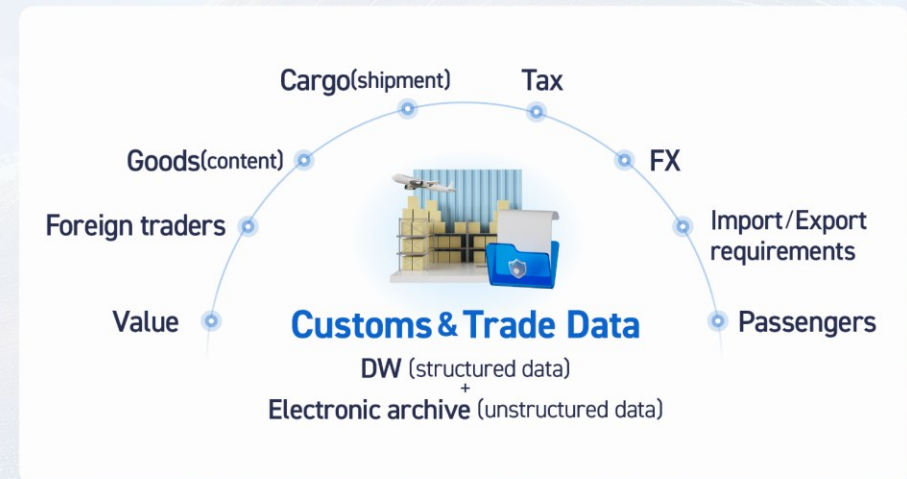 Cargo(shipment)
Tax
Goods(content)
FX
Foreign traders
Import/Export
requirements
Value
Passengers
Customs & Trade Data
DW (structured data)
+
Electronic archive (unstructured data)